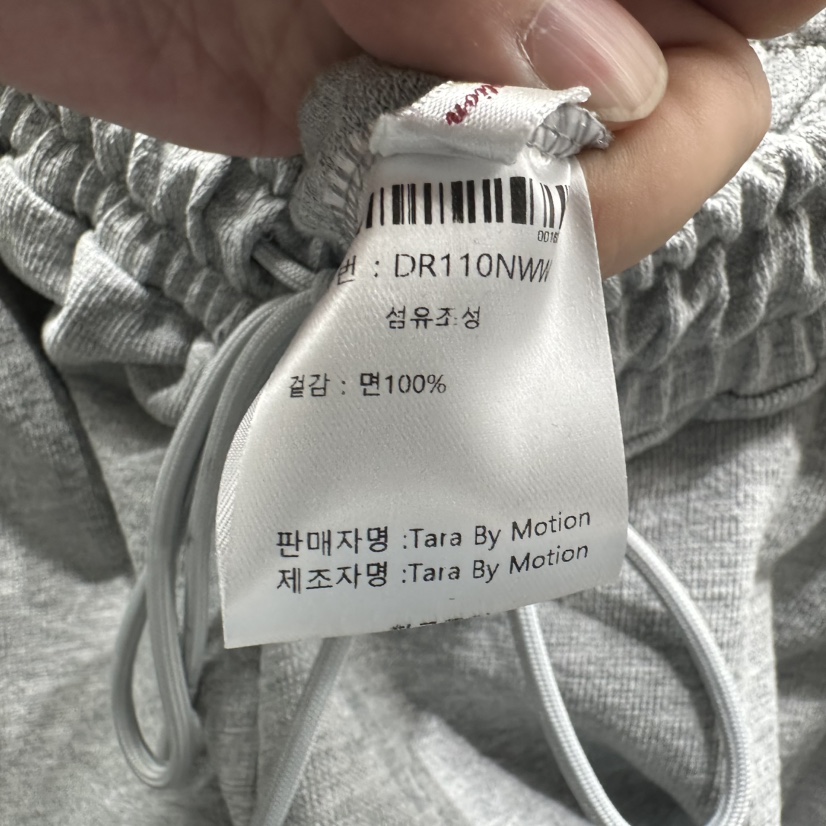 번 : DR110NWW
섬유조성
겉감 : 면100%
판매자명 :Tara By Motion
제조자명 :Tara By Motion